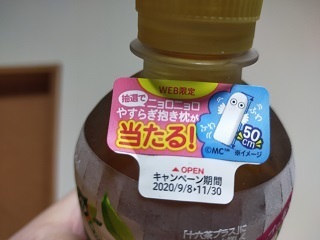 WEB限定
抽選で ニョロニョロ
やすらぎ抱き枕が
当たる!
ふわ
ふわ
50cm
©MC™
※イメージ
▲OPEN
キャンペーン期間
2020/9/8・11/30
「十六茶プラス」に